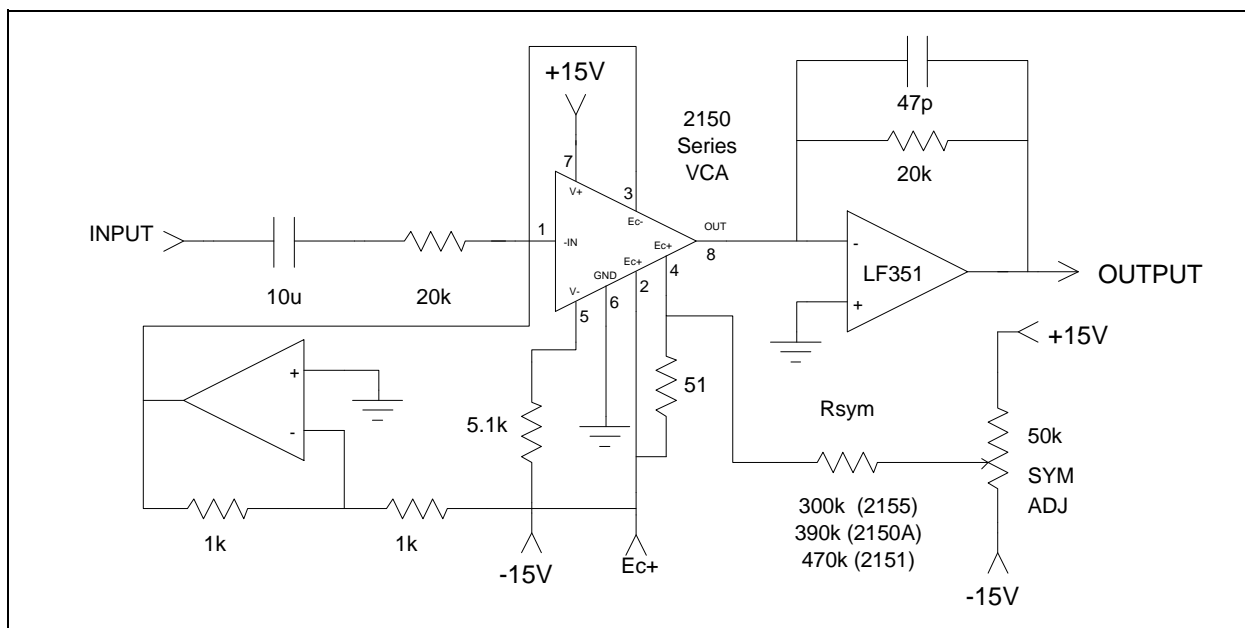 +15V
47p
2150
Series
VCA
20k
7
V+
3
Ec-
INPUT
1
-IN
OUT
8
Ec+
4
GND
6
Ec+
2
V-
5
10u
20k
-
LF351
+
OUTPUT
+15V
+
-
51
5.1k
Rsym
50k
SYM
ADJ
300k (2155)
390k (2150A)
470k (2151)
1k
1k
-15V
Ec+
-15V